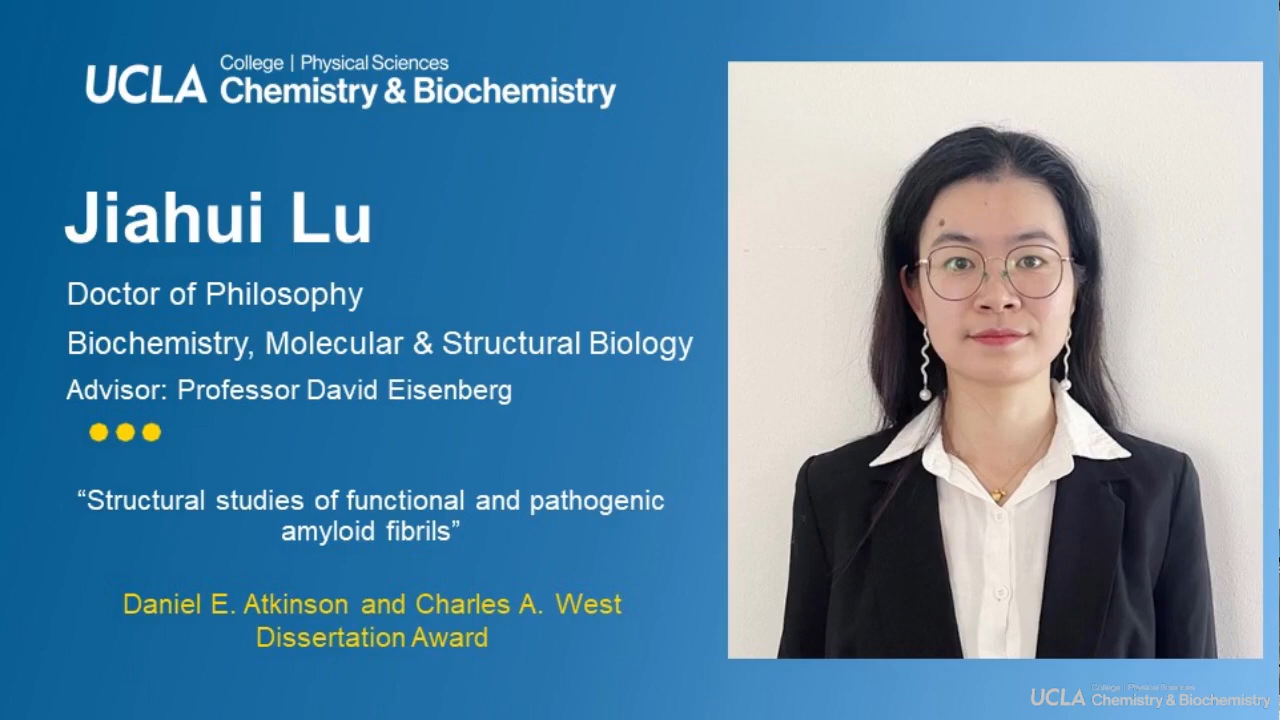 UCLA College | Physical Sciences
Chemistry & Biochemistry
Jiahui Lu
Doctor of Philosophy
Biochemistry, Molecular & Structural Biology
Advisor: Professor David Eisenberg
“Structural studies of functional and pathogenic
amyloid fibrils”
Daniel E. Atkinson and Charles A. West
Dissertation Award
UCLA College | Physical Sciences
Chemistry & Biochemistry